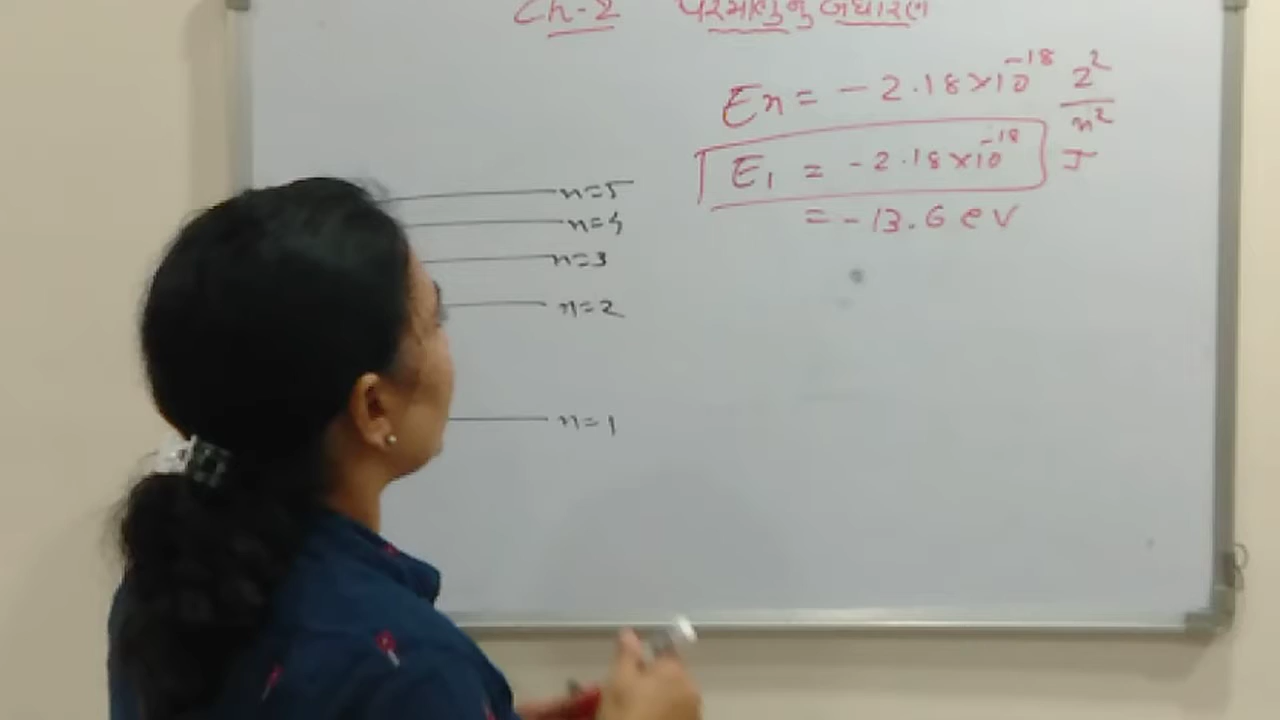 Ch-2 પરમાણુનું બંધારણ
En = - 2.18×10⁻¹⁸ Z²/n²
E₁ = -2.18×10⁻¹⁸ J
= -13.6 eV
n=5
n=4
n=3
n=2
n=1